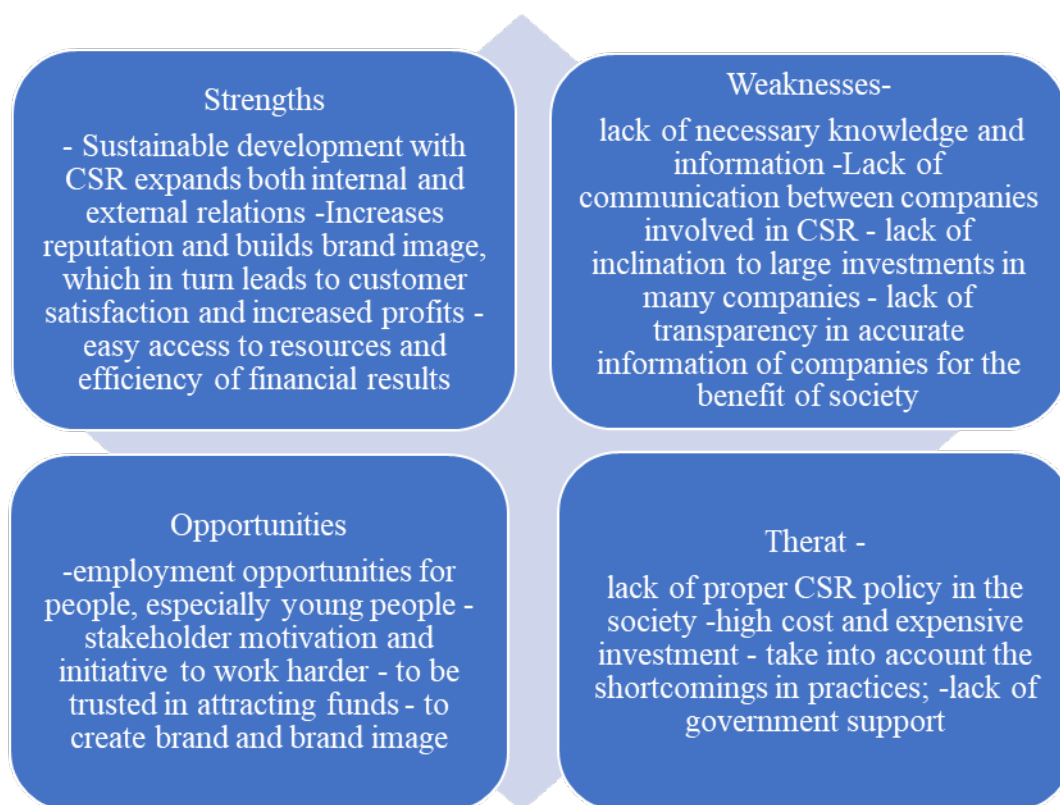 Strengths
- Sustainable development with
CSR expands both internal and
external relations -Increases
reputation and builds brand image,
which in turn leads to customer
satisfaction and increased profits -
easy access to resources and
efficiency of financial results
Weaknesses-
lack of necessary knowledge and
information -Lack of
communication between companies
involved in CSR - lack of
inclination to large investments in
many companies - lack of
transparency in accurate
information of companies for the
benefit of society
Opportunities
-employment opportunities for
people, especially young people -
stakeholder motivation and
initiative to work harder - to be
trusted in attracting funds - to
create brand and brand image
Therat -
lack of proper CSR policy in the
society -high cost and expensive
investment - take into account the
shortcomings in practices; -lack of
government support